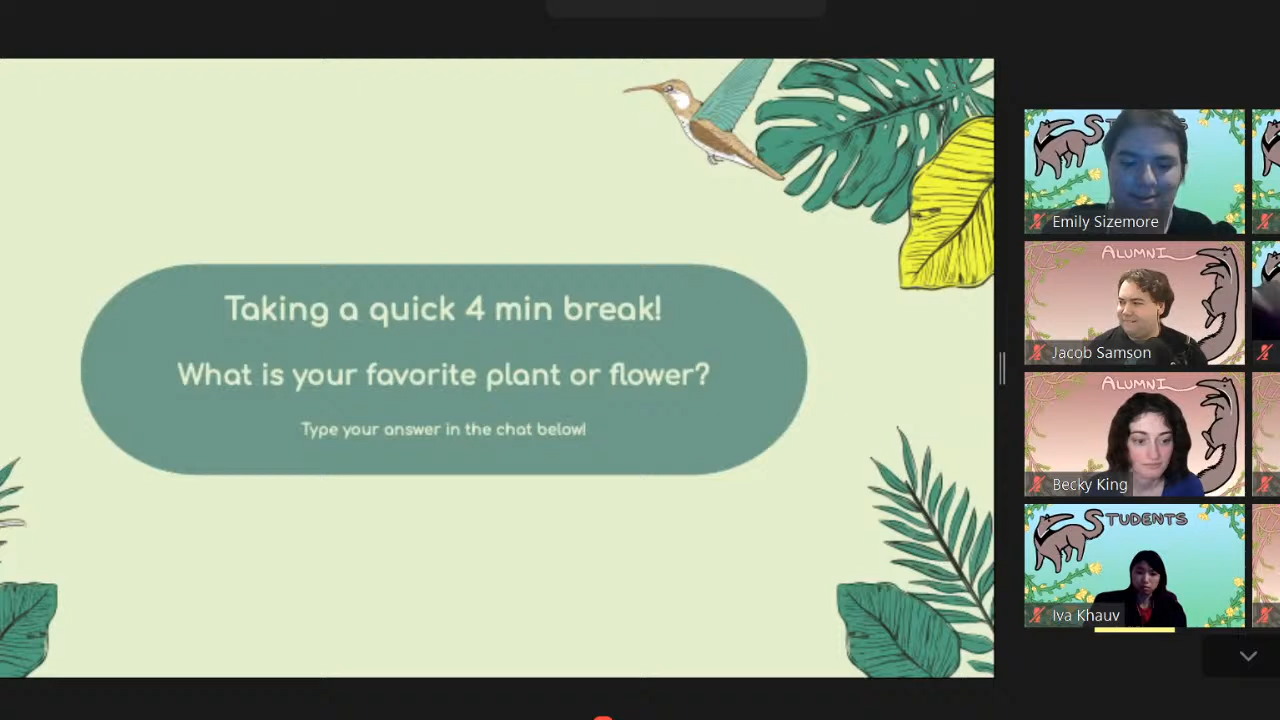 Taking a quick 4 min break!
What is your favorite plant or flower?
Type your answer in the chat below!
STUDENTS
Emily Sizemore
ALUMNI
Jacob Samson
ALUMNI
Becky King
STUDENTS
Iva Khauv